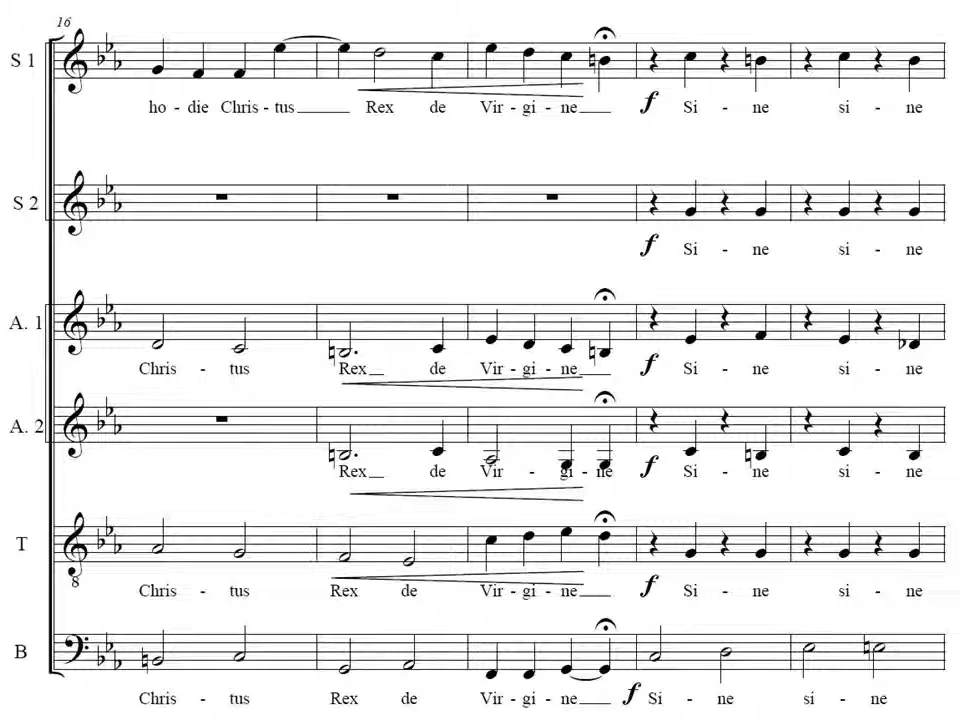 16
S 1
ho - die Chris - tus Rex de Vir - gi - ne f Si - ne si - ne
S 2
f Si - ne si - ne
A. 1
Chris - tus Rex de Vir - gi - ne f Si - ne si - ne
A. 2
Rex de Vir - gi - ne f Si - ne si - ne
T
8
Chris - tus Rex de Vir - gi - ne f Si - ne si - ne
B
Chris - tus Rex de Vir - gi - ne f Si - ne si - ne